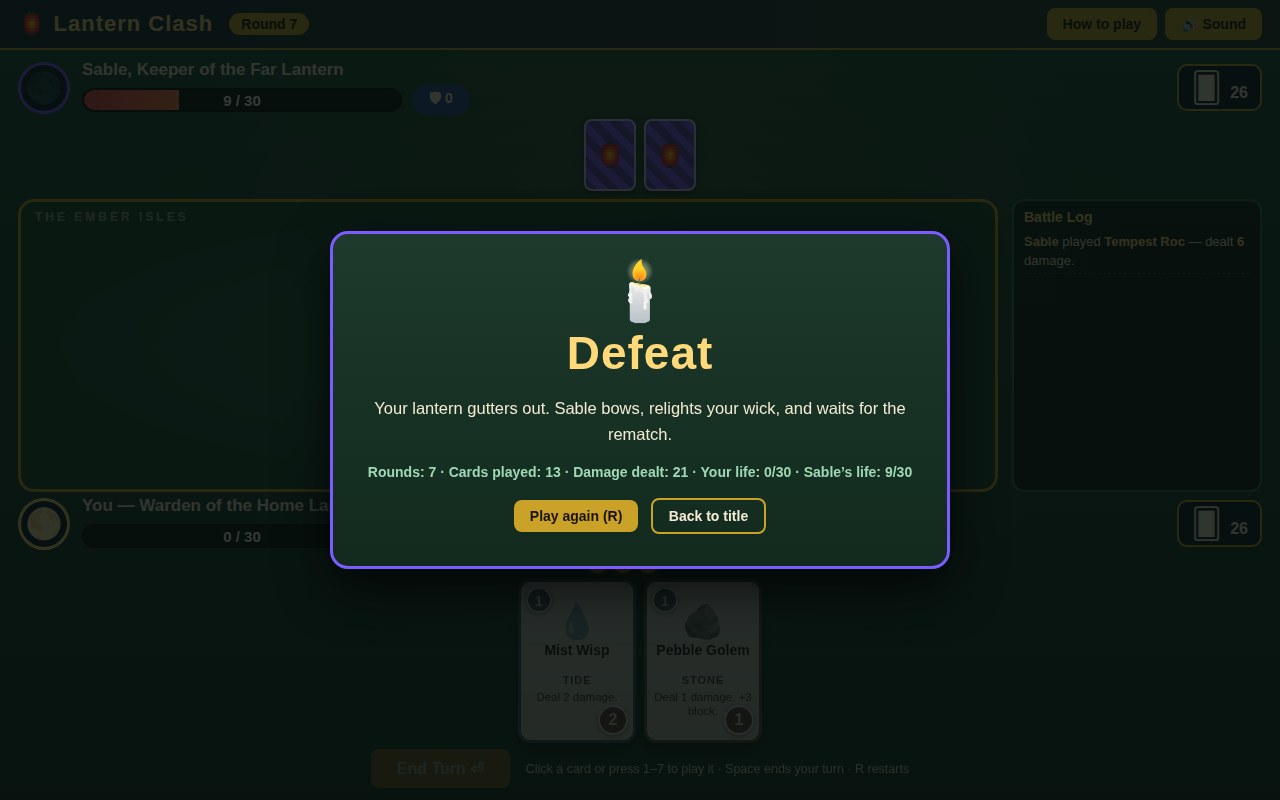 Lantern Clash
Round 7
How to play
Sound
Sable, Keeper of the Far Lantern
9 / 30
0
26
THE EMBER ISLES
Battle Log
Sable played Tempest Roc — dealt 6
damage.
Defeat
Your lantern gutters out. Sable bows, relights your wick, and waits for the
rematch.
Rounds: 7 · Cards played: 13 · Damage dealt: 21 · Your life: 0/30 · Sable’s life: 9/30
Play again (R)
Back to title
You — Warden of the Home La
0 / 30
26
1
Mist Wisp
TIDE
Deal 2 damage.
2
1
Pebble Golem
STONE
Deal 1 damage. +3
block.
1
End Turn ⏎
Click a card or press 1–7 to play it · Space ends your turn · R restarts